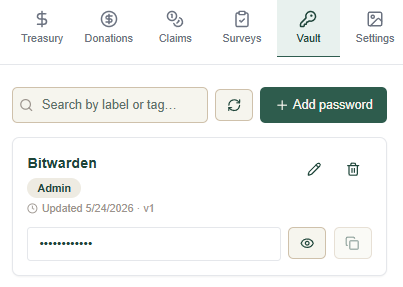 Treasury Donations Claims Surveys Vault Settings
Search by label or tag…
Add password
Bitwarden
Admin
Updated 5/24/2026 · v1
••••••••••••